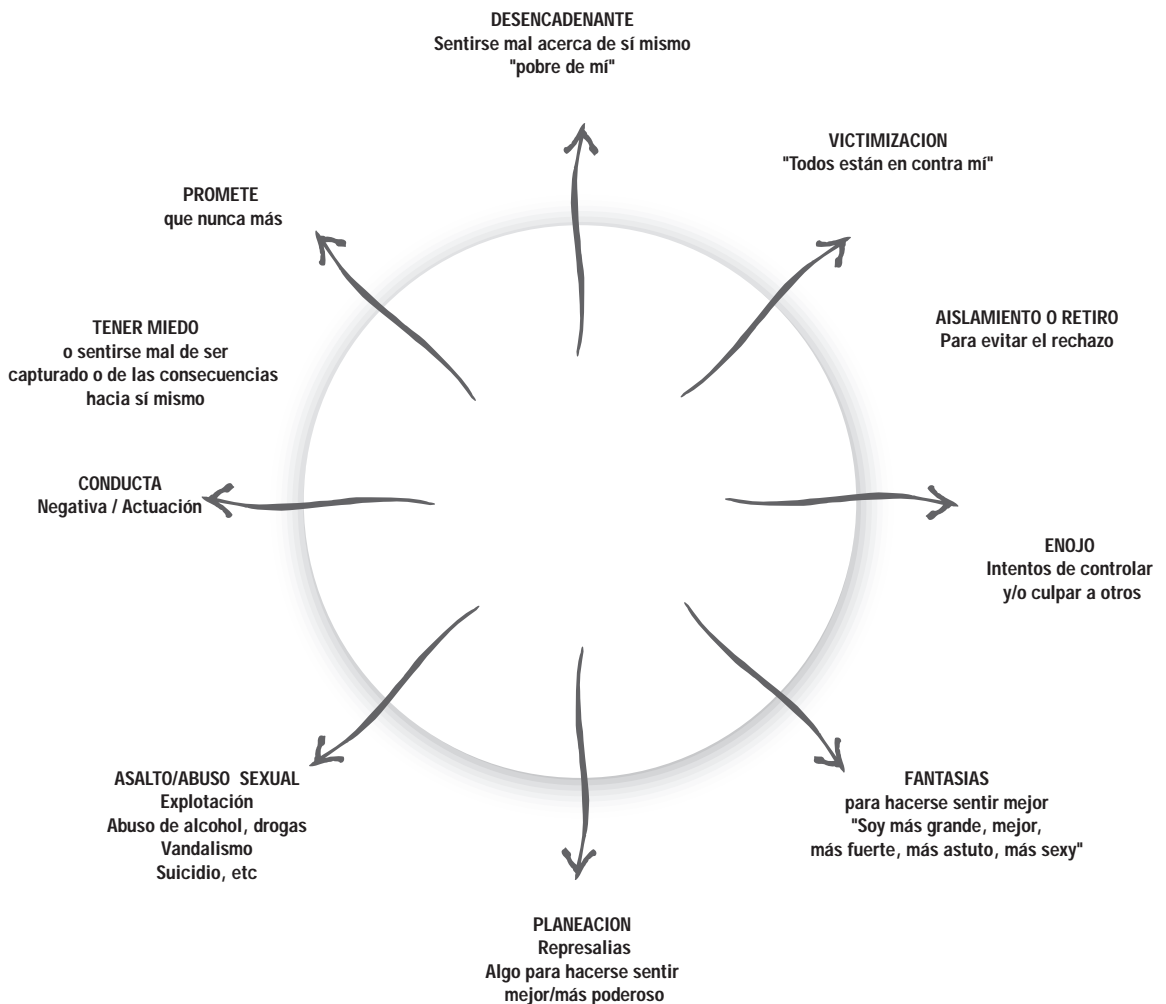 DESENCADENANTE
Sentirse mal acerca de sí mismo
"pobre de mí"
VICTIMIZACION
"Todos están en contra mí"
AISLAMIENTO O RETIRO
Para evitar el rechazo
ENOJO
Intentos de controlar
y/o culpar a otros
FANTASIAS
para hacerse sentir mejor
"Soy más grande, mejor,
más fuerte, más astuto, más sexy"
PLANEACION
Represalias
Algo para hacerse sentir
mejor/más poderoso
ASALTO/ABUSO SEXUAL
Explotación
Abuso de alcohol, drogas
Vandalismo
Suicidio, etc
CONDUCTA
Negativa / Actuación
TENER MIEDO
o sentirse mal de ser
capturado o de las consecuencias
hacia sí mismo
PROMETE
que nunca más